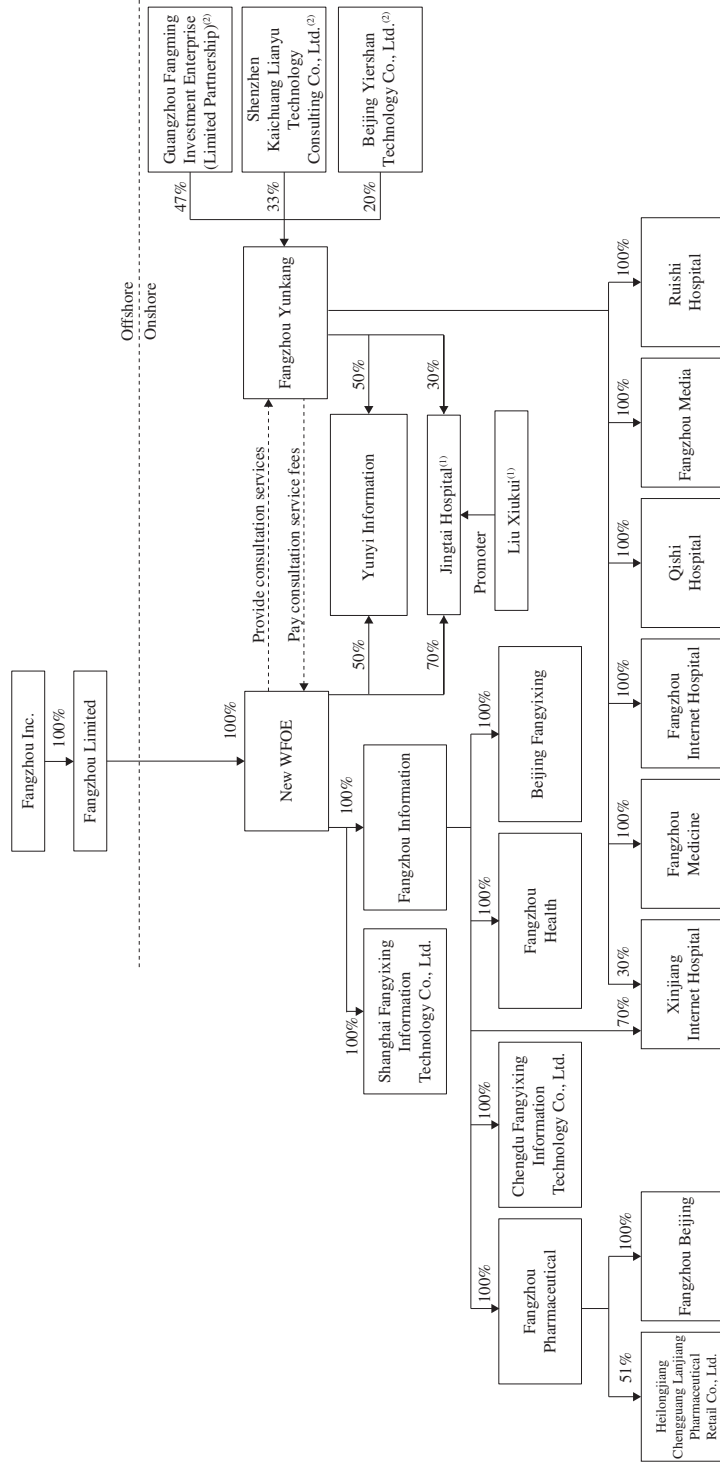 Fangzhou Inc.
100%
Fangzhou Limited
Offshore
Onshore
100%
New WFOE
Provide consultation services
Pay consultation service fees
Fangzhou Yunkang
47%
33%
20%
Guangzhou Fangming
Investment Enterprise
(Limited Partnership)(2)
Shenzhen
Kaichuang Lianyu
Technology
Consulting Co., Ltd.(2)
Beijing Yiershan
Technology Co., Ltd.(2)
100%
100%
Shanghai Fangyixing
Information
Technology Co., Ltd.
Fangzhou Information
50%
50%
Yunyi Information
70%
30%
Jingtai Hospital(1)
Promoter
Liu Xiukui(1)
100%
100%
100%
100%
Fangzhou
Pharmaceutical
Chengdu Fangyixing
Information
Technology Co., Ltd.
Fangzhou
Health
Beijing Fangyixing
51%
100%
70%
30%
100%
100%
100%
100%
100%
Heilongjiang
Chengguang Lanjiang
Pharmaceutical
Retail Co., Ltd.
Fangzhou Beijing
Xinjiang
Internet Hospital
Fangzhou
Medicine
Fangzhou
Internet Hospital
Qishi
Hospital
Fangzhou Media
Ruishi
Hospital